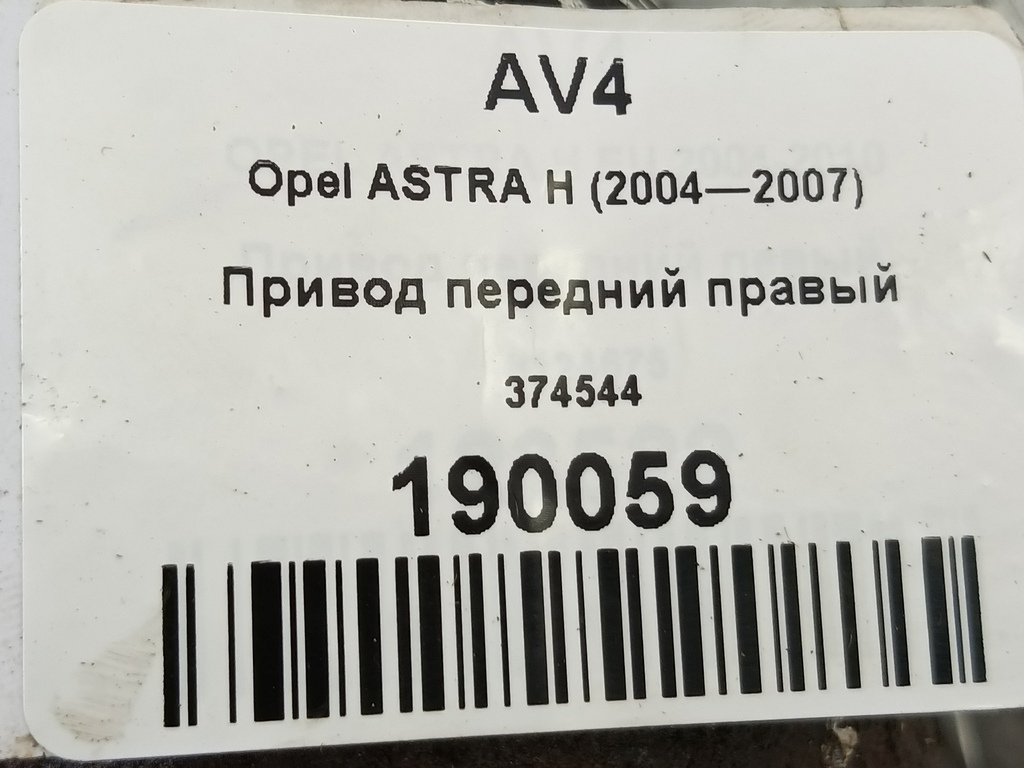 AV4
Opel ASTRA H (2004—2007)
Привод передний правый
374544
190059